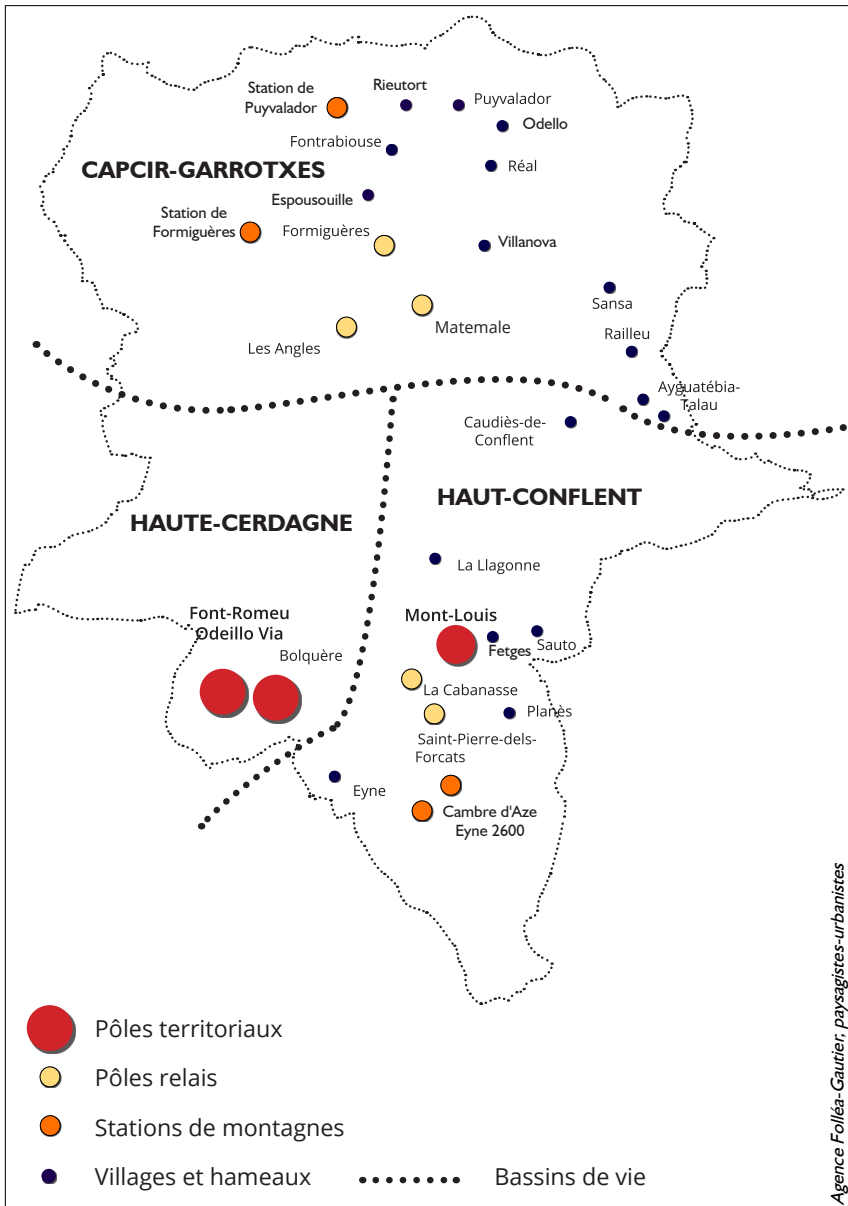 Station de
Puyvalador
Rieutort
Puyvalador
Odello
Fontrabiouse
CAPCIR-GARROTXES
Réal
Espousouille
Station de
Formiguères
Formiguères
Villanova
Sansa
Matemale
Railleu
Les Angles
Ayguatébia-
Talau
Caudiès-de-
Conflent
HAUT-CONFLENT
HAUTE-CERDAGNE
La Llagonne
Font-Romeu
Odeillo Via
Mont-Louis
Bolquère
Fetges
Sauto
La Cabanasse
Planès
Saint-Pierre-dels-
Forcats
Eyne
Cambre d'Aze
Eyne 2600
Pôles territoriaux
Pôles relais
Stations de montagnes
Villages et hameaux
Bassins de vie
Agence Folléa-Gautier, paysagistes-urbanistes